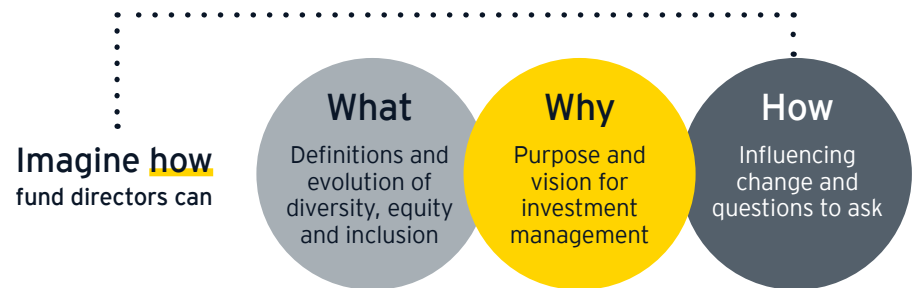 Imagine how
fund directors can
What
Definitions and
evolution of
diversity, equity
and inclusion
Why
Purpose and
vision for
investment
management
How
Influencing
change and
questions to ask